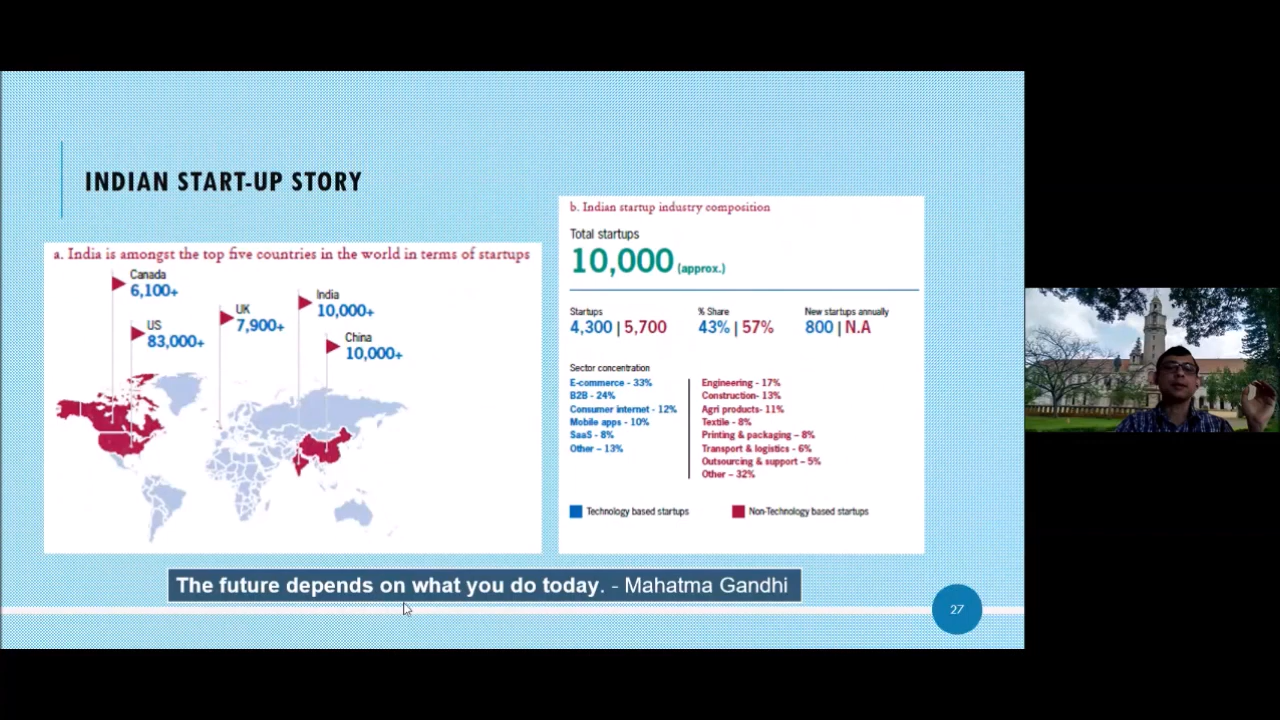 INDIAN START-UP STORY
a. India is amongst the top five countries in the world in terms of startups
Canada
6,100+
US
83,000+
UK
7,900+
India
10,000+
China
10,000+
b. Indian startup industry composition
Total startups
10,000 (approx.)
Startups
4,300 | 5,700
% Share
43% | 57%
New startups annually
800 | N.A
Sector concentration
E-commerce - 33%
B2B - 24%
Consumer internet - 12%
Mobile apps - 10%
SaaS - 8%
Other – 13%
Engineering - 17%
Construction- 13%
Agri products- 11%
Textile - 8%
Printing & packaging – 8%
Transport & logistics - 6%
Outsourcing & support – 5%
Other – 32%
Technology based startups
Non-Technology based startups
The future depends on what you do today. - Mahatma Gandhi
27